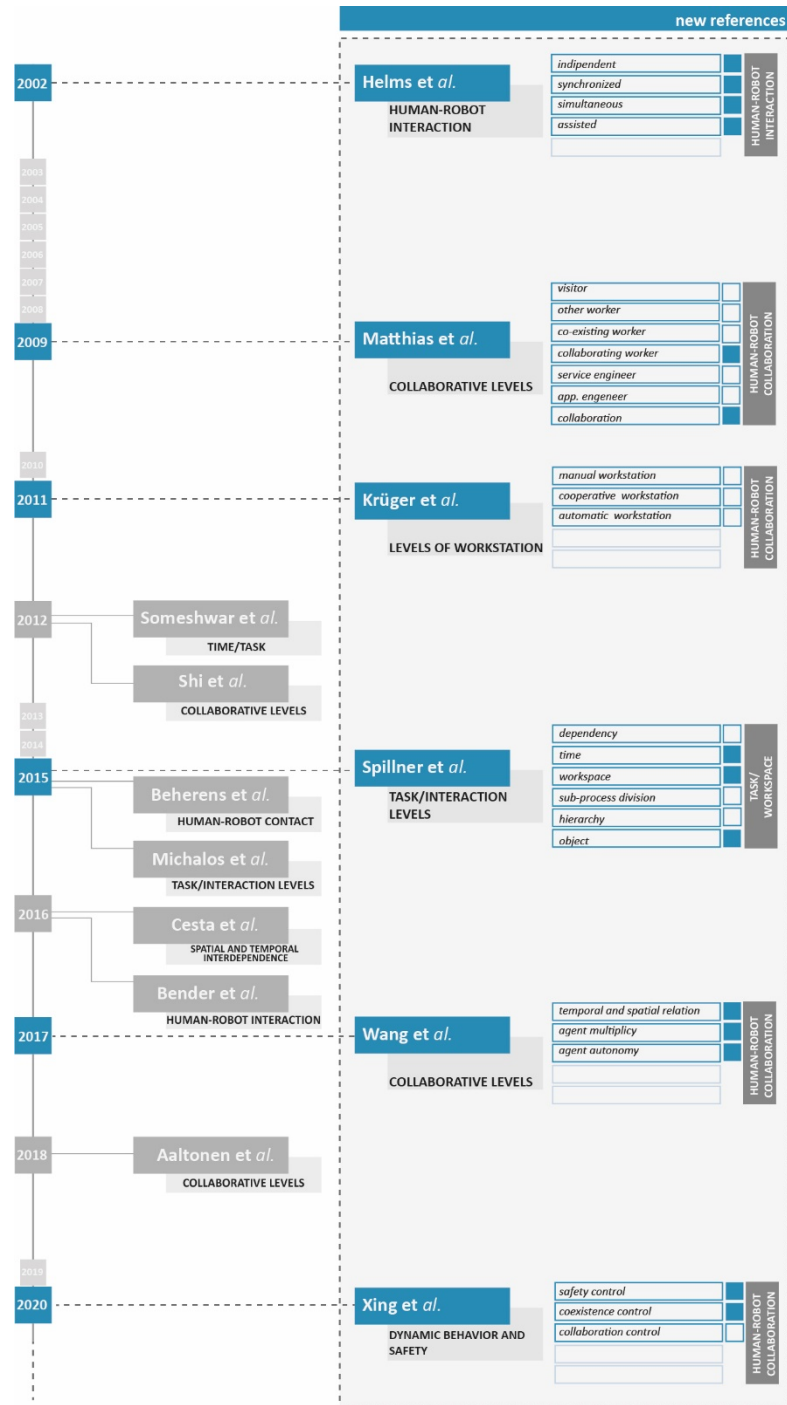 new references
2002
Helms et al.
HUMAN-ROBOT
INTERACTION
indipendent
synchronized
simultaneous
assisted
HUMAN-ROBOT
INTERACTION
2003
2004
2005
2006
2007
2008
2009
Matthias et al.
COLLABORATIVE LEVELS
visitor
other worker
co-existing worker
collaborating worker
service engineer
app. engeneer
collaboration
HUMAN-ROBOT
COLLABORATION
2010
2011
Krüger et al.
LEVELS OF WORKSTATION
manual workstation
cooperative workstation
automatic workstation
HUMAN-ROBOT
COLLABORATION
2012
Someshwar et al.
TIME/TASK
Shi et al.
COLLABORATIVE LEVELS
2013
2014
2015
Spillner et al.
TASK/INTERACTION
LEVELS
dependency
time
workspace
sub-process division
hierarchy
object
TASK/
WORKSPACE
Beherens et al.
HUMAN-ROBOT CONTACT
Michalos et al.
TASK/INTERACTION LEVELS
2016
Cesta et al.
SPATIAL AND TEMPORAL
INTERDEPENDENCE
Bender et al.
HUMAN-ROBOT INTERACTION
2017
Wang et al.
COLLABORATIVE LEVELS
temporal and spatial relation
agent multiplicy
agent autonomy
HUMAN-ROBOT
COLLABORATION
2018
Aaltonen et al.
COLLABORATIVE LEVELS
2019
2020
Xing et al.
DYNAMIC BEHAVIOR AND
SAFETY
safety control
coexistence control
collaboration control
HUMAN-ROBOT
COLLABORATION